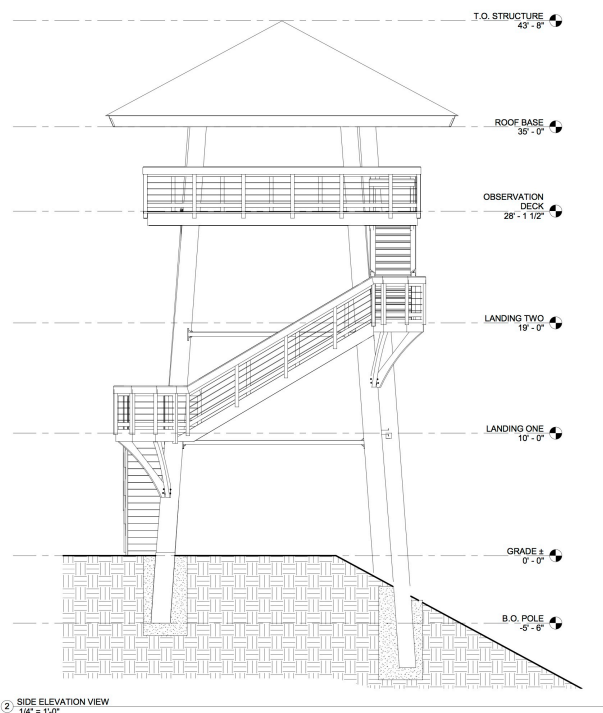 T.O. STRUCTURE
43' - 8"
ROOF BASE
35' - 0"
OBSERVATION
DECK
28' - 1 1/2"
LANDING TWO
19' - 0"
LANDING ONE
10' - 0"
GRADE ±
0' - 0"
B.O. POLE
-5' - 6"
2 SIDE ELEVATION VIEW
1/4" = 1'-0"